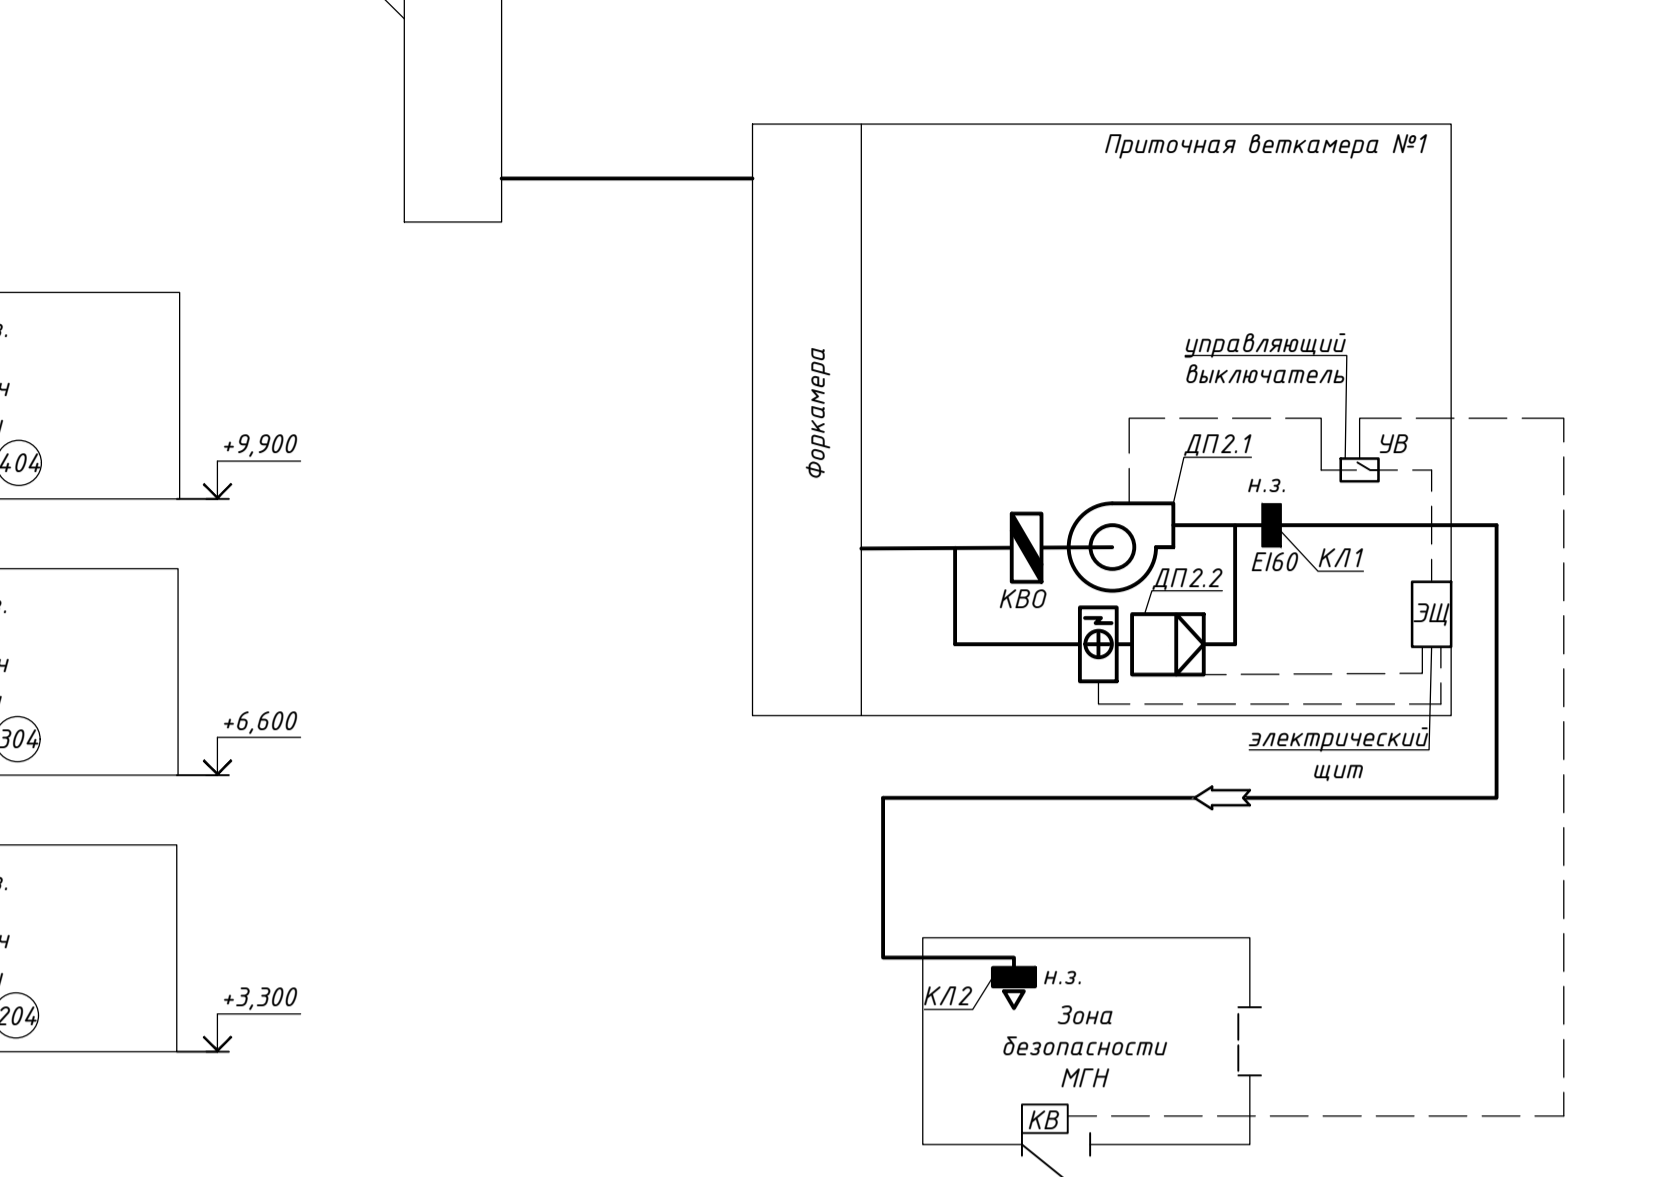 Приточная веткамера №1
Форкамера
управляющий
выключатель
УВ
ДП2.1
н.з.
КВО
ДП2.2
EI60
КЛ1
ЭЩ
электрический
щит
з.
ч
404
+9,900
ч
304
+6,600
з.
ч
204
+3,300
КЛ2
н.з.
Зона
безопасности
МГН
КВ